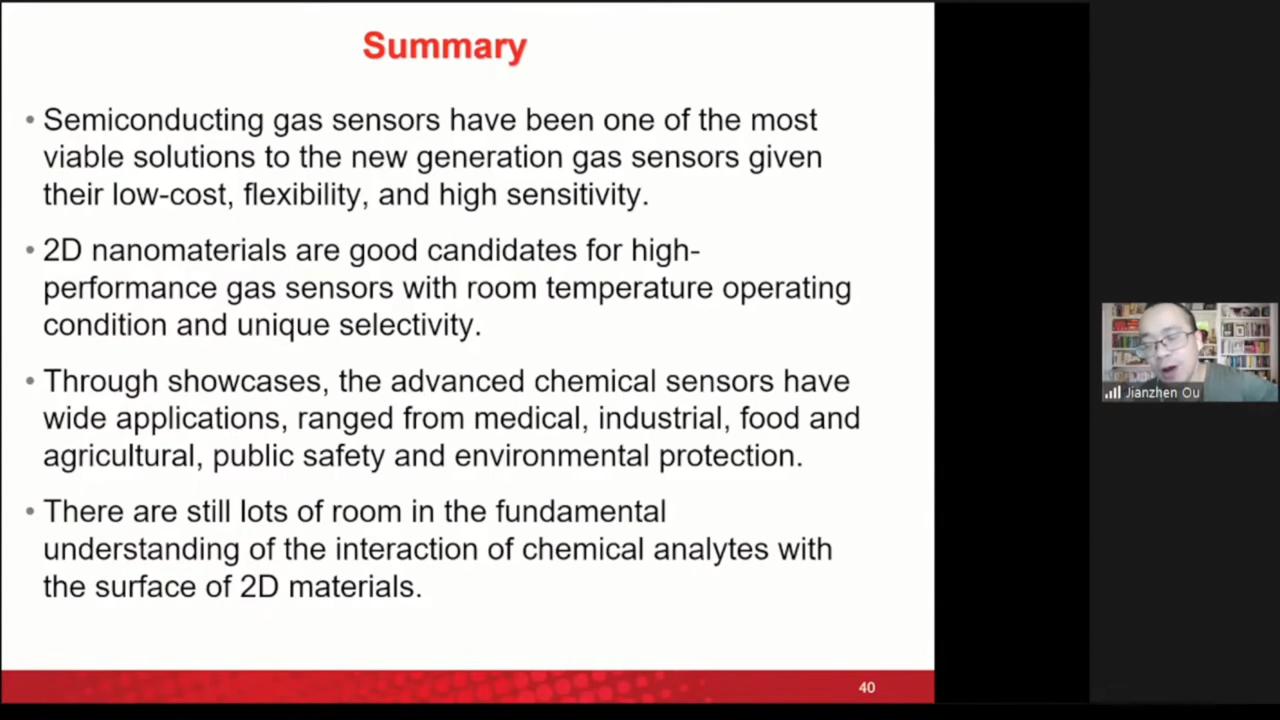 Summary
• Semiconducting gas sensors have been one of the most
viable solutions to the new generation gas sensors given
their low-cost, flexibility, and high sensitivity.
• 2D nanomaterials are good candidates for high-
performance gas sensors with room temperature operating
condition and unique selectivity.
• Through showcases, the advanced chemical sensors have
wide applications, ranged from medical, industrial, food and
agricultural, public safety and environmental protection.
• There are still lots of room in the fundamental
understanding of the interaction of chemical analytes with
the surface of 2D materials.
40
Jianzhen Ou